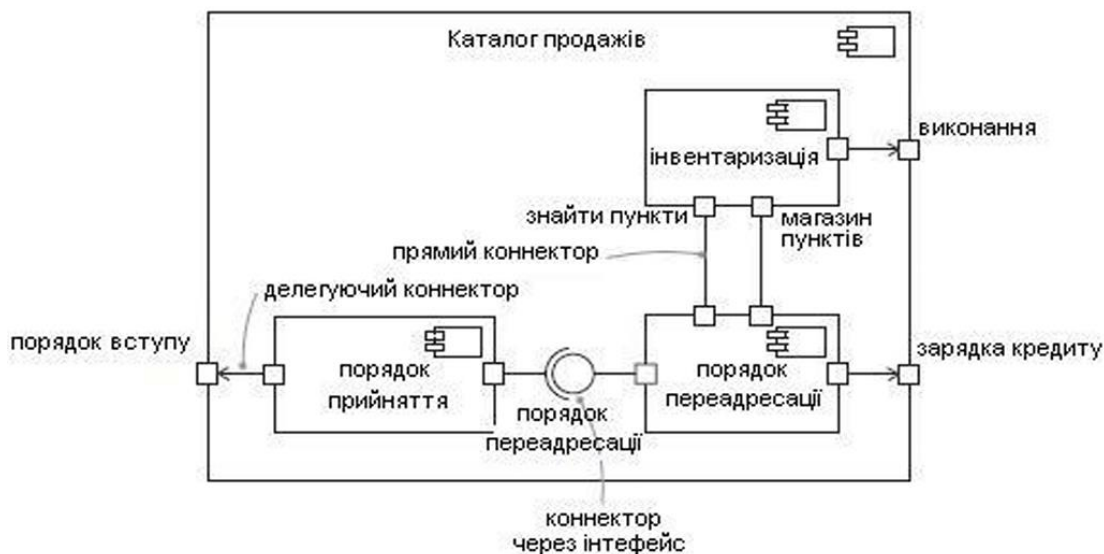 Каталог продажів
виконання
інвентаризація
знайти пункти
магазин
пунктів
прямий коннектор
делегуючий коннектор
порядок вступу
зарядка кредиту
порядок
прийняття
порядок
переадресації
порядок
переадресації
коннектор
через інтефейс